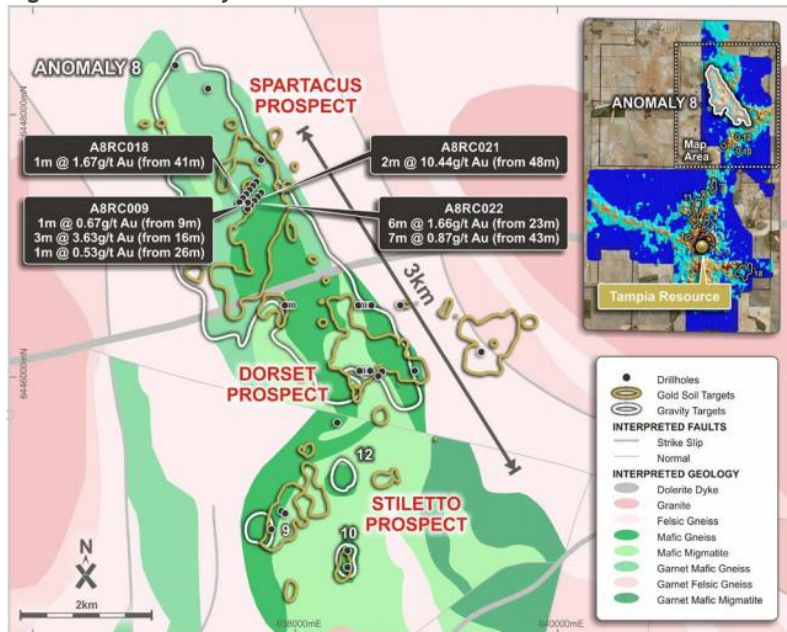 ANOMALY 8
SPARTACUS
PROSPECT
A8RC018
1m @ 1.67g/t Au (from 41m)
A8RC021
2m @ 10.44g/t Au (from 48m)
A8RC009
1m @ 0.67g/t Au (from 9m)
3m @ 3.63g/t Au (from 16m)
1m @ 0.53g/t Au (from 26m)
A8RC022
6m @ 1.66g/t Au (from 23m)
7m @ 0.87g/t Au (from 43m)
3km
DORSET
PROSPECT
STILETTO
PROSPECT
12
9
10
N
2km
6448000mN
6446000mN
638000mE
640000mE
ANOMALY 8
Map
Area
18
Tampia Resource
Drillholes
Gold Soil Targets
Gravity Targets
INTERPRETED FAULTS
Strike Slip
Normal
INTERPRETED GEOLOGY
Dolerite Dyke
Granite
Felsic Gneiss
Mafic Gneiss
Mafic Migmatite
Garnet Mafic Gneiss
Garnet Felsic Gneiss
Garnet Mafic Migmatite